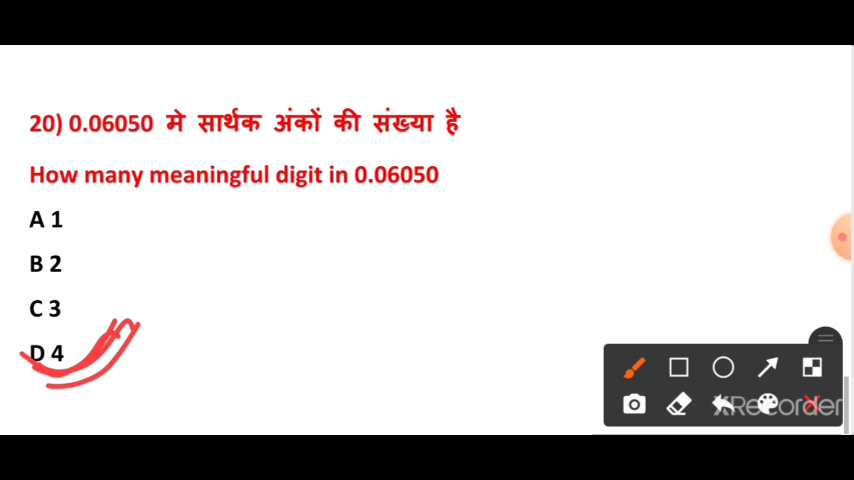 20) 0.06050 मे सार्थक अंकों की संख्या है
How many meaningful digit in 0.06050
A 1
B 2
C 3
D 4
XRecorder